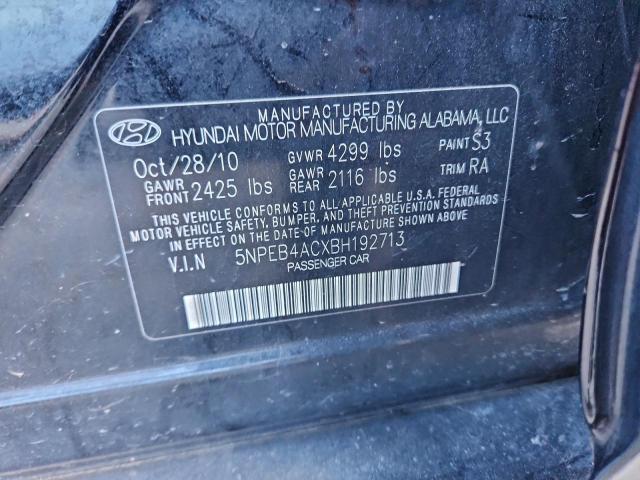 MANUFACTURED BY
HYUNDAI MOTOR MANUFACTURING ALABAMA, LLC
Oct/28/10 GVWR 4299 lbs PAINT S3
GAWR FRONT 2425 lbs GAWR REAR 2116 lbs TRIM RA
THIS VEHICLE CONFORMS TO ALL APPLICABLE U.S.A. FEDERAL
MOTOR VEHICLE SAFETY, BUMPER, AND THEFT PREVENTION STANDARDS
IN EFFECT ON THE DATE OF MANUFACTURE SHOWN ABOVE.
V.I.N 5NPEB4ACXBH192713
PASSENGER CAR